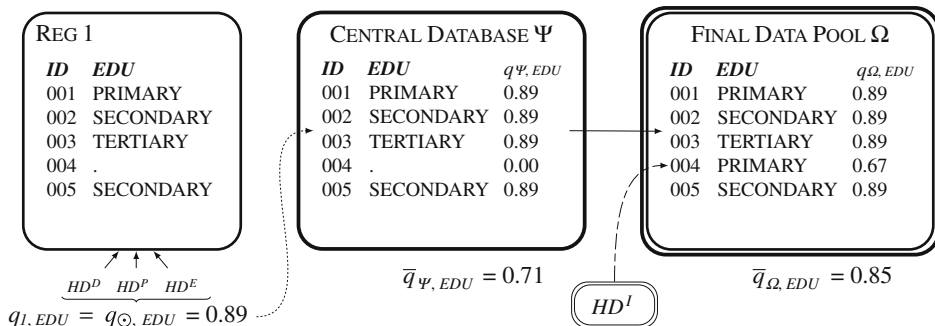 REG 1
ID EDU
001 PRIMARY
002 SECONDARY
003 TERTIARY
004 .
005 SECONDARY
HD^D HD^P HD^E
q_{1, EDU} = q_{⊙, EDU} = 0.89
CENTRAL DATABASE Ψ
ID EDU q_{Ψ, EDU}
001 PRIMARY 0.89
002 SECONDARY 0.89
003 TERTIARY 0.89
004 . 0.00
005 SECONDARY 0.89
q̅_{Ψ, EDU} = 0.71
FINAL DATA POOL Ω
ID EDU q_{Ω, EDU}
001 PRIMARY 0.89
002 SECONDARY 0.89
003 TERTIARY 0.89
004 PRIMARY 0.67
005 SECONDARY 0.89
HD^I
q̅_{Ω, EDU} = 0.85